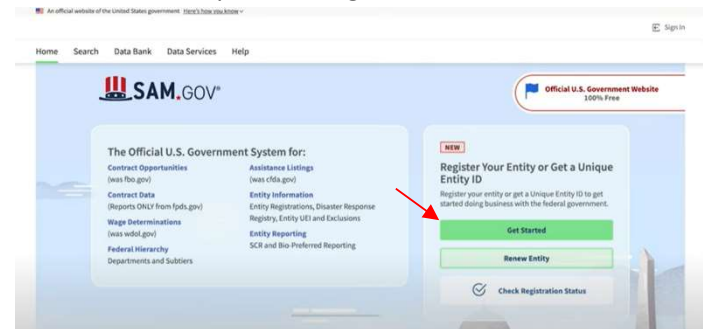 An official website of the United States government Here's how you know
Sign In
Home Search Data Bank Data Services Help
SAM.GOV®
Official U.S. Government Website
100% Free
The Official U.S. Government System for:
Contract Opportunities
(was fbo.gov)
Contract Data
(Reports ONLY from fpds.gov)
Wage Determinations
(was wdol.gov)
Federal Hierarchy
Departments and Subtiers
Assistance Listings
(was cfda.gov)
Entity Information
Entity Registrations, Disaster Response
Registry, Entity UEI and Exclusions
Entity Reporting
SCR and Bio-Preferred Reporting
NEW
Register Your Entity or Get a Unique
Entity ID
Register your entity or get a Unique Entity ID to get
started doing business with the federal government.
Get Started
Renew Entity
Check Registration Status